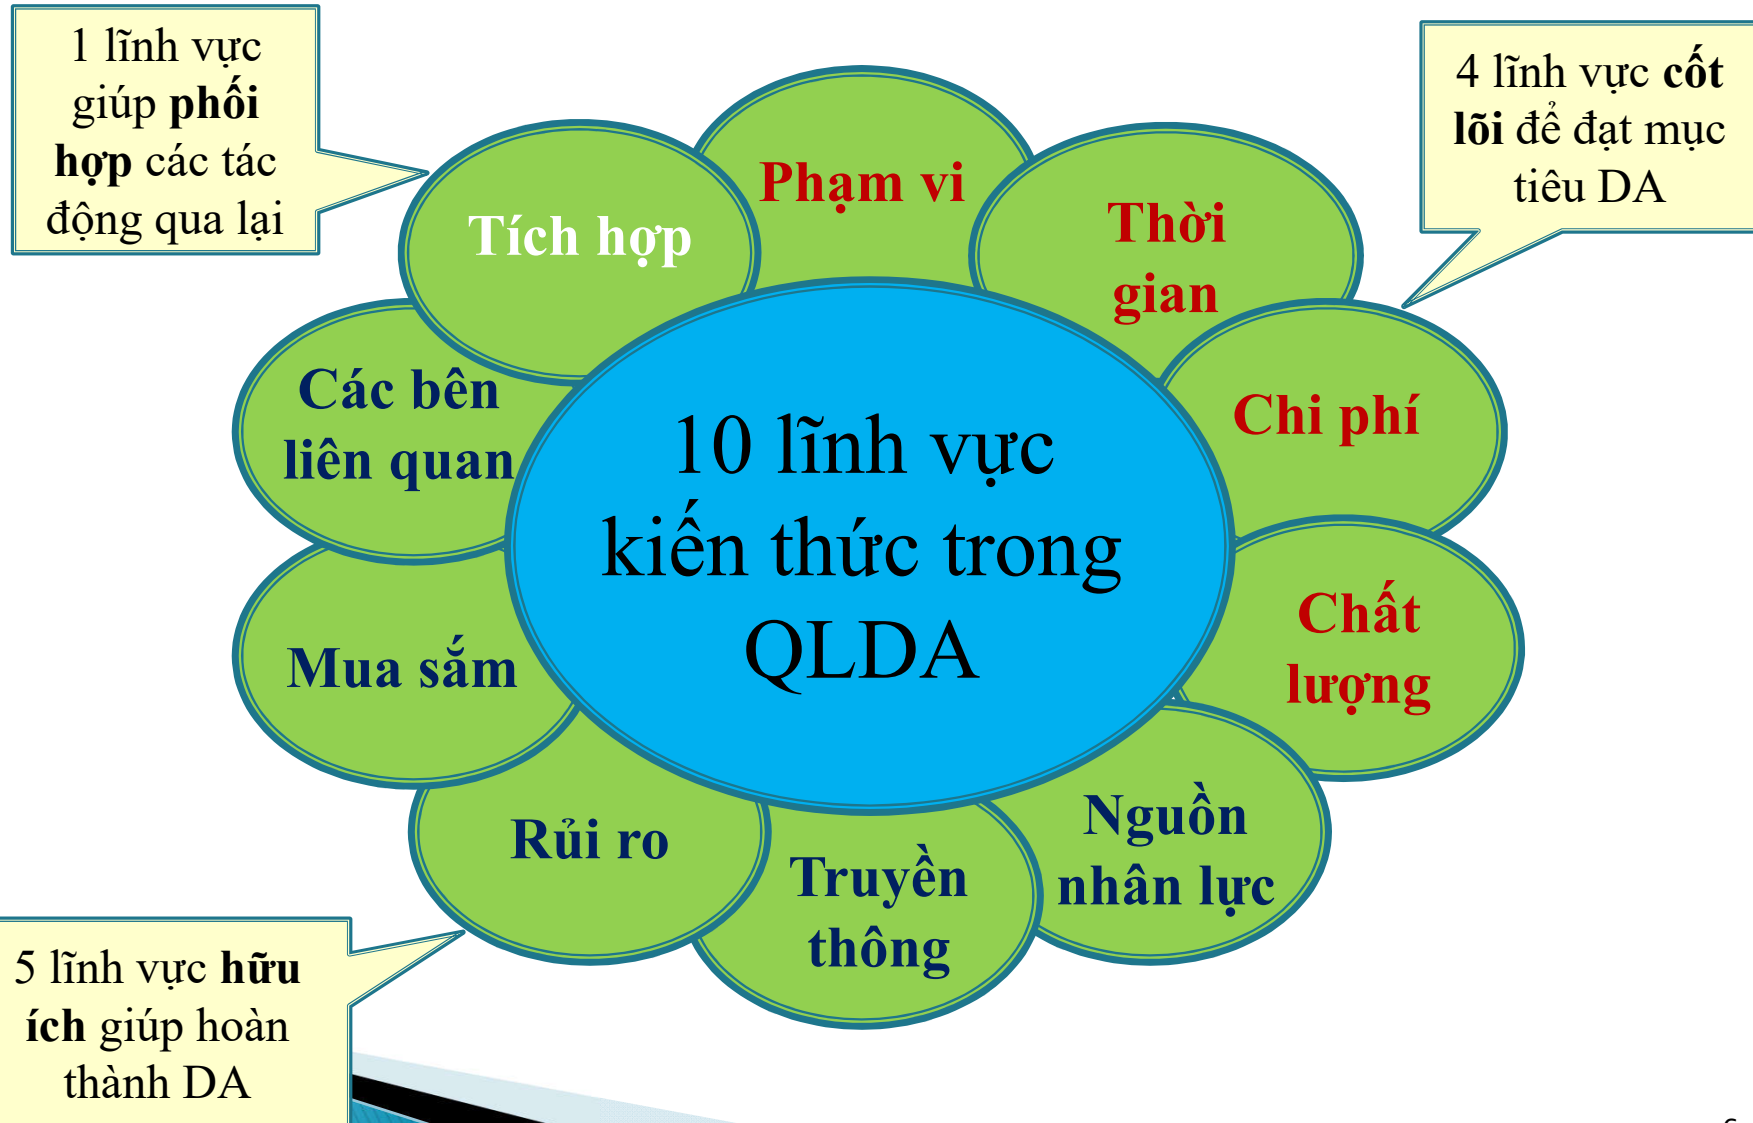 1 lĩnh vực
giúp phối
hợp các tác
động qua lại
4 lĩnh vực cốt
lõi để đạt mục
tiêu DA
Phạm vi
Tích hợp
Thời
gian
Các bên
liên quan
Chi phí
10 lĩnh vực
kiến thức trong
QLDA
Chất
lượng
Mua sắm
Nguồn
nhân lực
Rủi ro
Truyền
thông
5 lĩnh vực hữu
ích giúp hoàn
thành DA